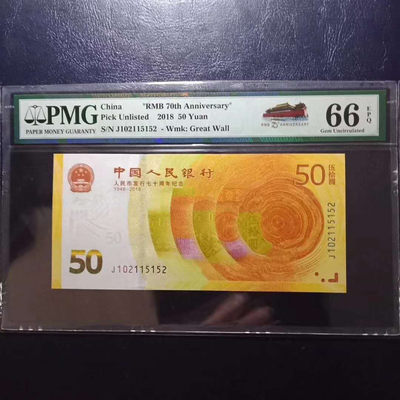 PMG
PAPER MONEY GUARANTY
China "RMB 70th Anniversary"
Pick Unlisted 2018 50 Yuan
S/N J102115152 - Wmk: Great Wall
66 EPQ
Gem Uncirculated
中国人民银行
人民币发行七十周年纪念
1948-2018
50 伍拾圆
50 J102115152